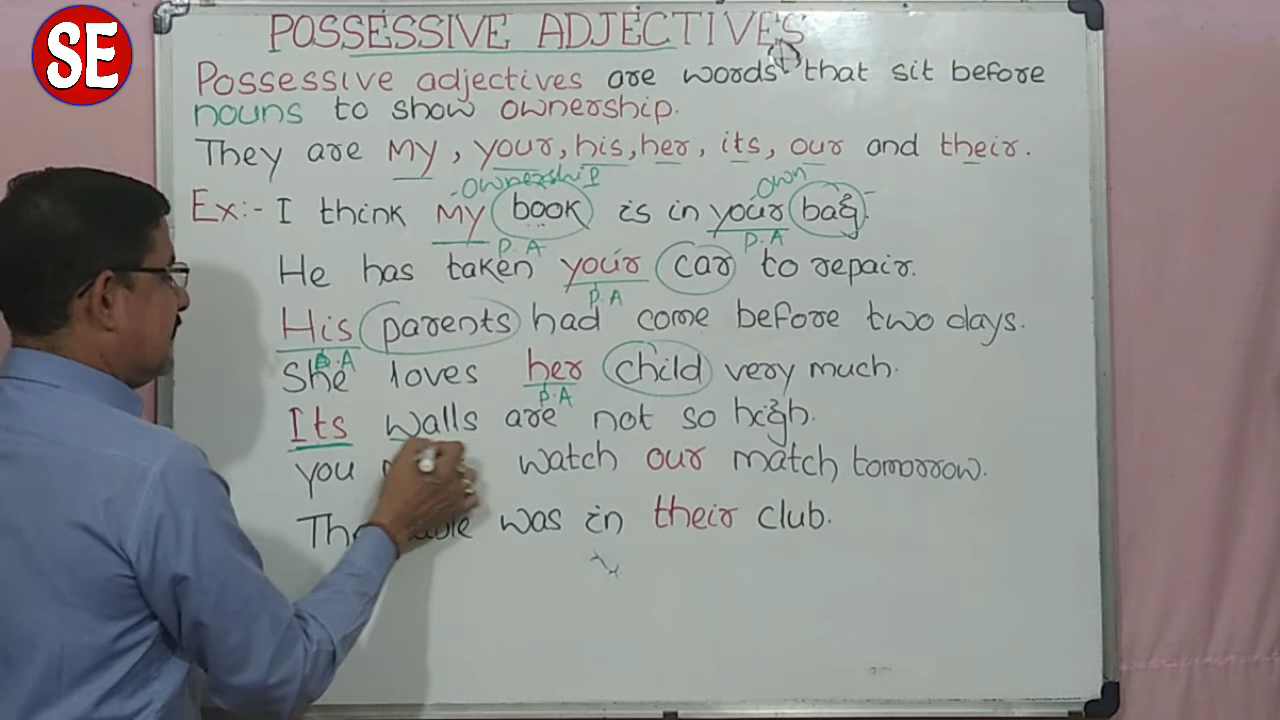 SE
POSSESSIVE ADJECTIVES
Possessive adjectives are words that sit before
nouns to show ownership.
They are My, your, his, her, its, our and their.
ownership own
Ex:- I think My book is in your bag.
P.A P.A
He has taken your car to repair.
P.A
His parents had come before two days.
P.A
She loves her child very much.
P.A
Its walls are not so high.
you watch our match tomorrow.
was in their club.